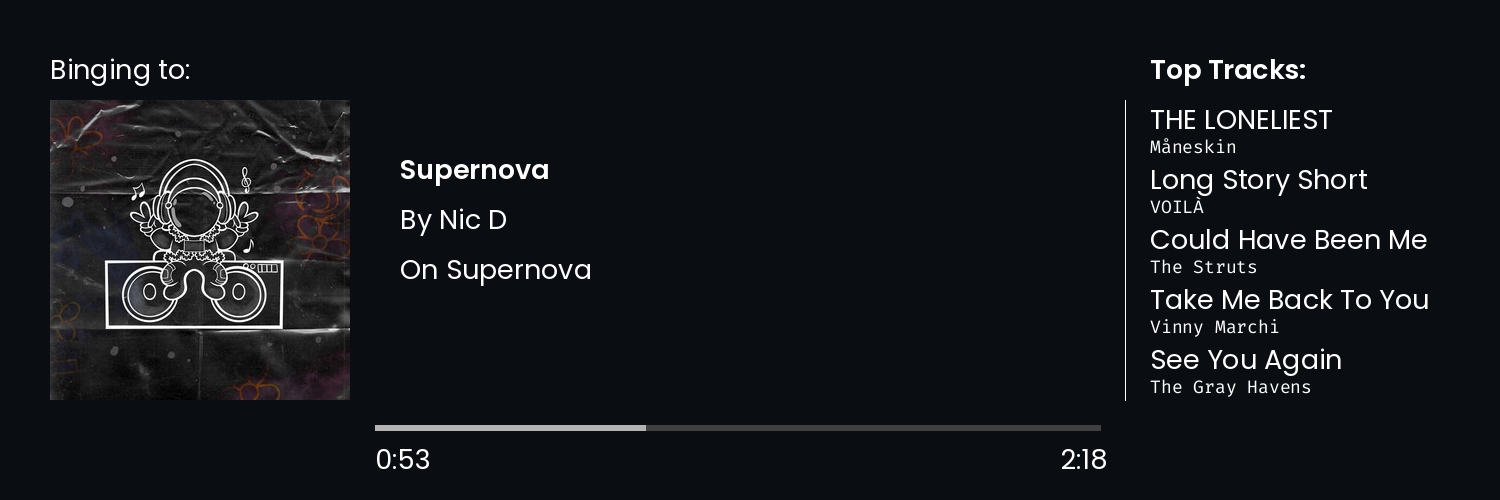 Binging to:
Supernova
By Nic D
On Supernova
0:53
2:18
Top Tracks:
THE LONELIEST
Måneskin
Long Story Short
VOILÀ
Could Have Been Me
The Struts
Take Me Back To You
Vinny Marchi
See You Again
The Gray Havens